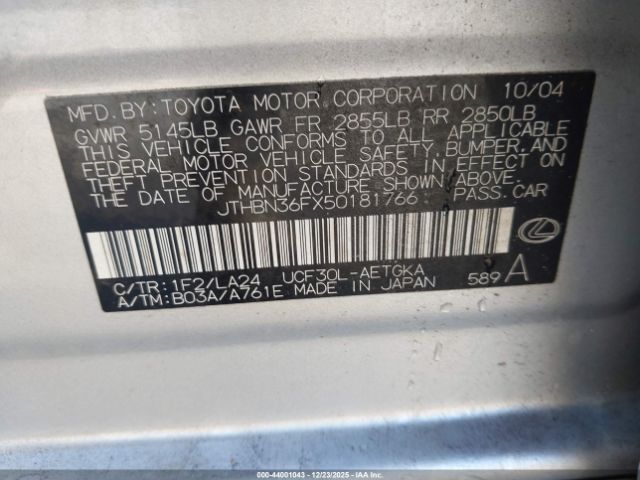 MFD. BY: TOYOTA MOTOR CORPORATION 10/04
GVWR 5145LB GAWR FR 2855LB RR 2850LB
THIS VEHICLE CONFORMS TO ALL APPLICABLE
FEDERAL MOTOR VEHICLE SAFETY, BUMPER, AND
THEFT PREVENTION STANDARDS IN EFFECT ON
THE DATE OF MANUFACTURE SHOWN ABOVE.
JTHBN36FX50181766 PASS. CAR
C/TR: 1F2/LA24 UCF30L-AETGKA
A/TM: B03A/A761E MADE IN JAPAN 589 A
000-44001043 - 12/23/2025 - IAAI.COM